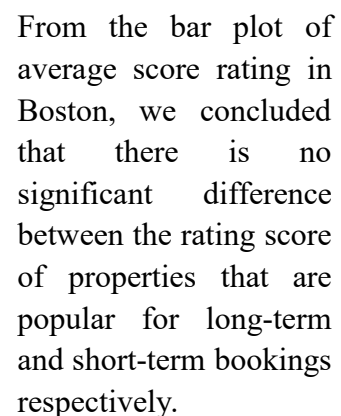 From the bar plot of
average score rating in
Boston, we concluded
that there is no
significant difference
between the rating score
of properties that are
popular for long-term
and short-term bookings
respectively.